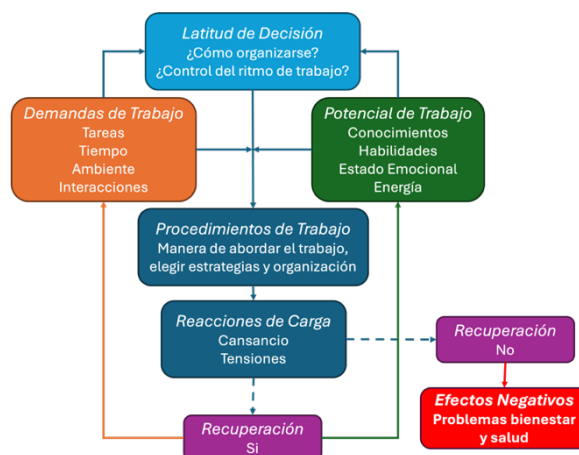 Latitud de Decisión
¿Cómo organizarse?
¿Control del ritmo de trabajo?
Demandas de Trabajo
Tareas
Tiempo
Ambiente
Interacciones
Potencial de Trabajo
Conocimientos
Habilidades
Estado Emocional
Energía
Procedimientos de Trabajo
Manera de abordar el trabajo,
elegir estrategias y organización
Reacciones de Carga
Cansancio
Tensiones
Recuperación
No
Efectos Negativos
Problemas bienestar
y salud
Recuperación
Si